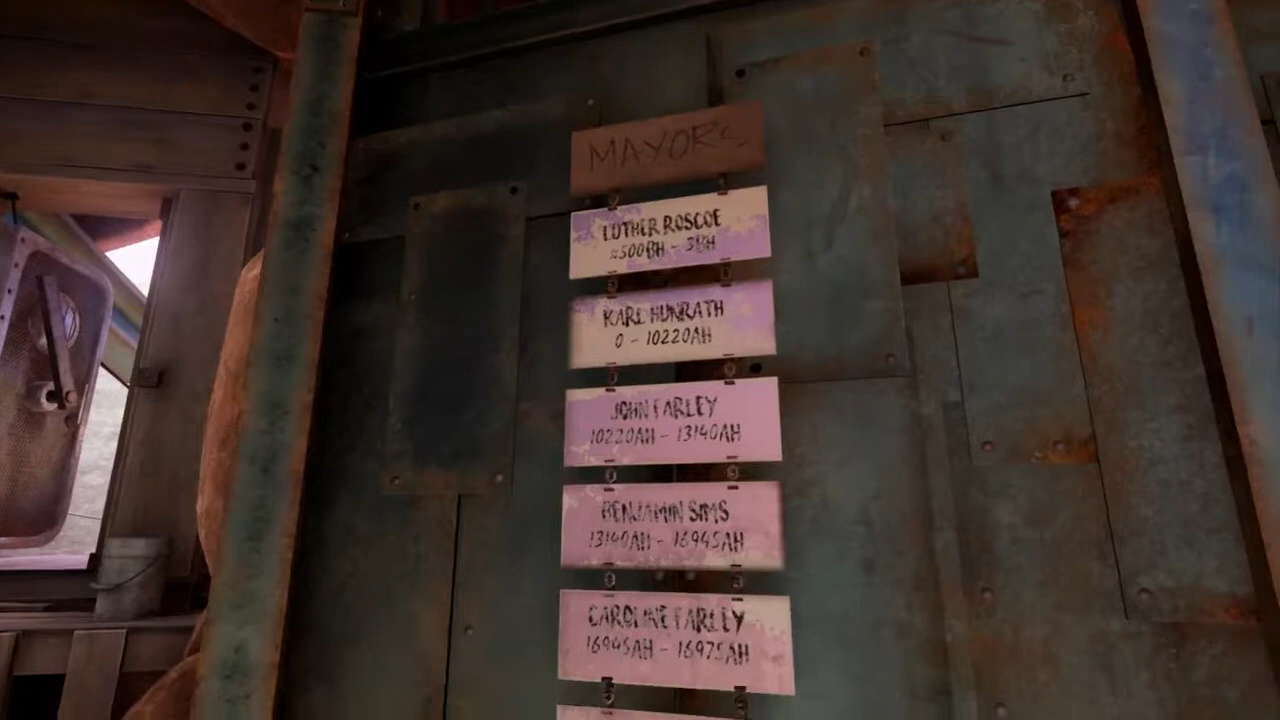 MAYORS
LUTHER ROSCOE
≈500BH - 3BH
KARL HUNRATH
0 - 10220AH
JOHN FARLEY
10220AH - 13140AH
BENJAMIN SIMS
13140AH - 16945AH
CAROLINE FARLEY
16945AH - 16975AH